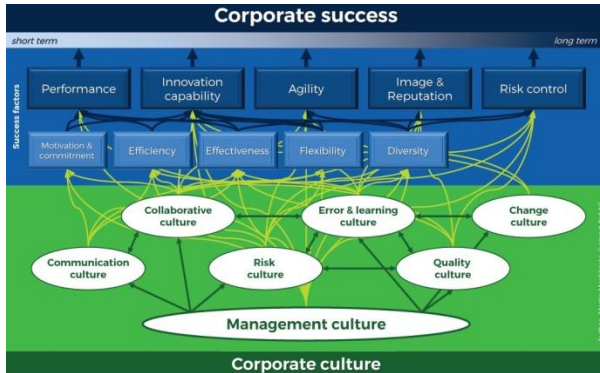 Corporate success
short term
long term
Success factors
Performance
Innovation
capability
Agility
Image &
Reputation
Risk control
Motivation &
commitment
Efficiency
Effectiveness
Flexibility
Diversity
Collaborative
culture
Error & learning
culture
Change
culture
Communication
culture
Risk
culture
Quality
culture
Management culture
Corporate culture